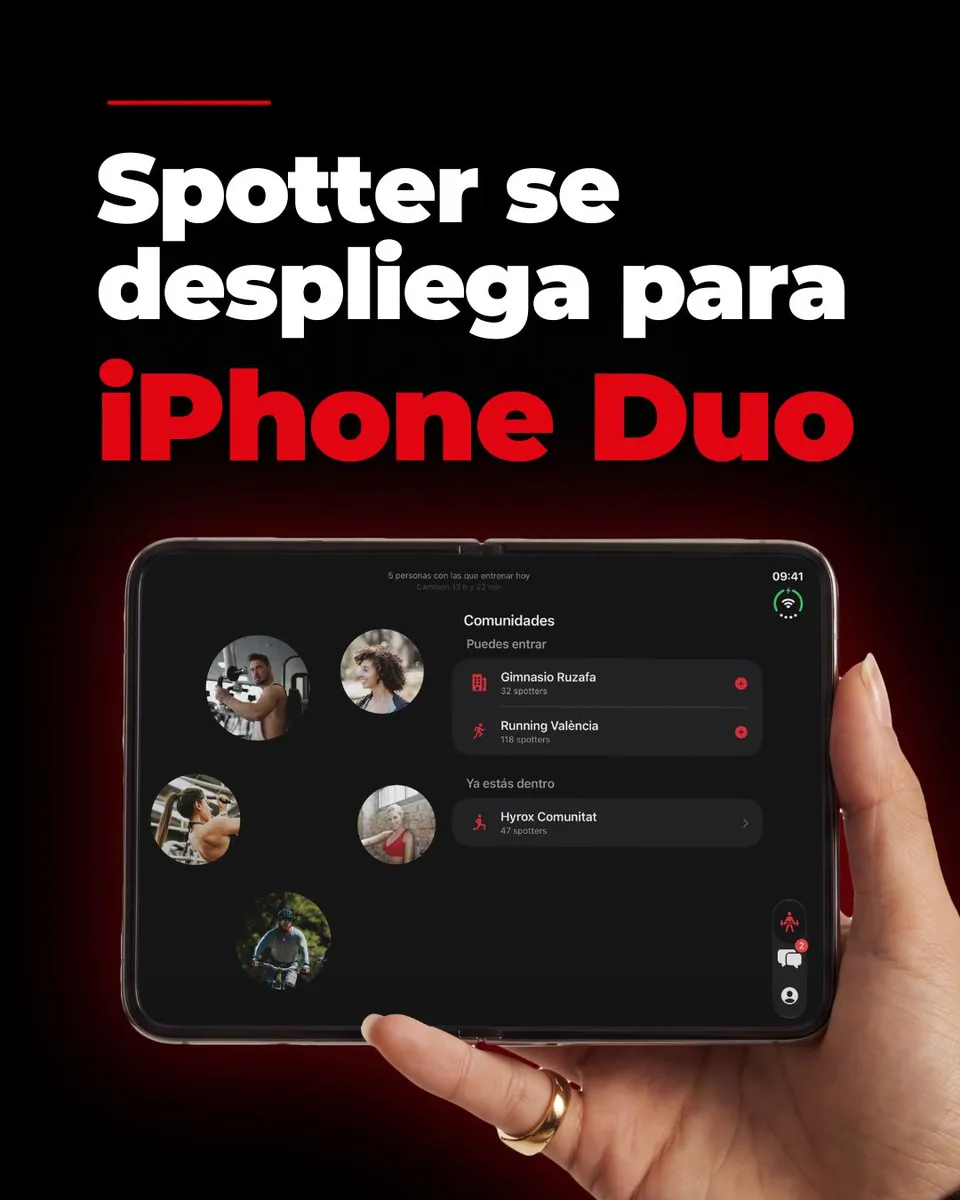 Spotter se
despliega para
iPhone Duo
5 personas con las que entrenar hoy
09:41
Comunidades
Puedes entrar
Gimnasio Ruzafa
32 spotters
Running València
118 spotters
Ya estás dentro
Hyrox Comunitat
47 spotters
2